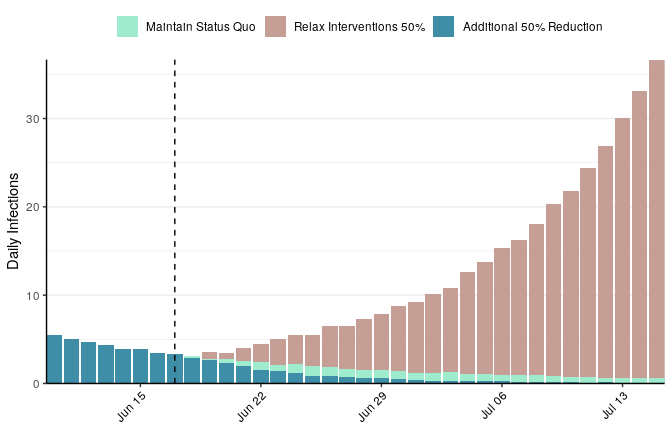 Maintain Status Quo Relax Interventions 50% Additional 50% Reduction
Daily Infections
30
20
10
0
Jun 15 Jun 22 Jun 29 Jul 06 Jul 13